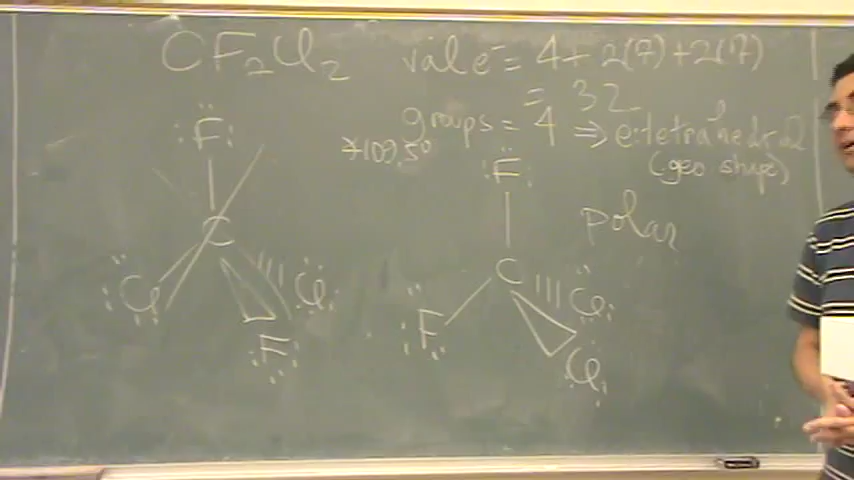 CF₂Cl₂ val e⁻ = 4 + 2(7) + 2(7)
= 32
groups = 4 ⇒ e⁻: tetrahedral
∡109.5° (geo shape)
polar
F F
C C
Cl Cl F Cl
F Cl